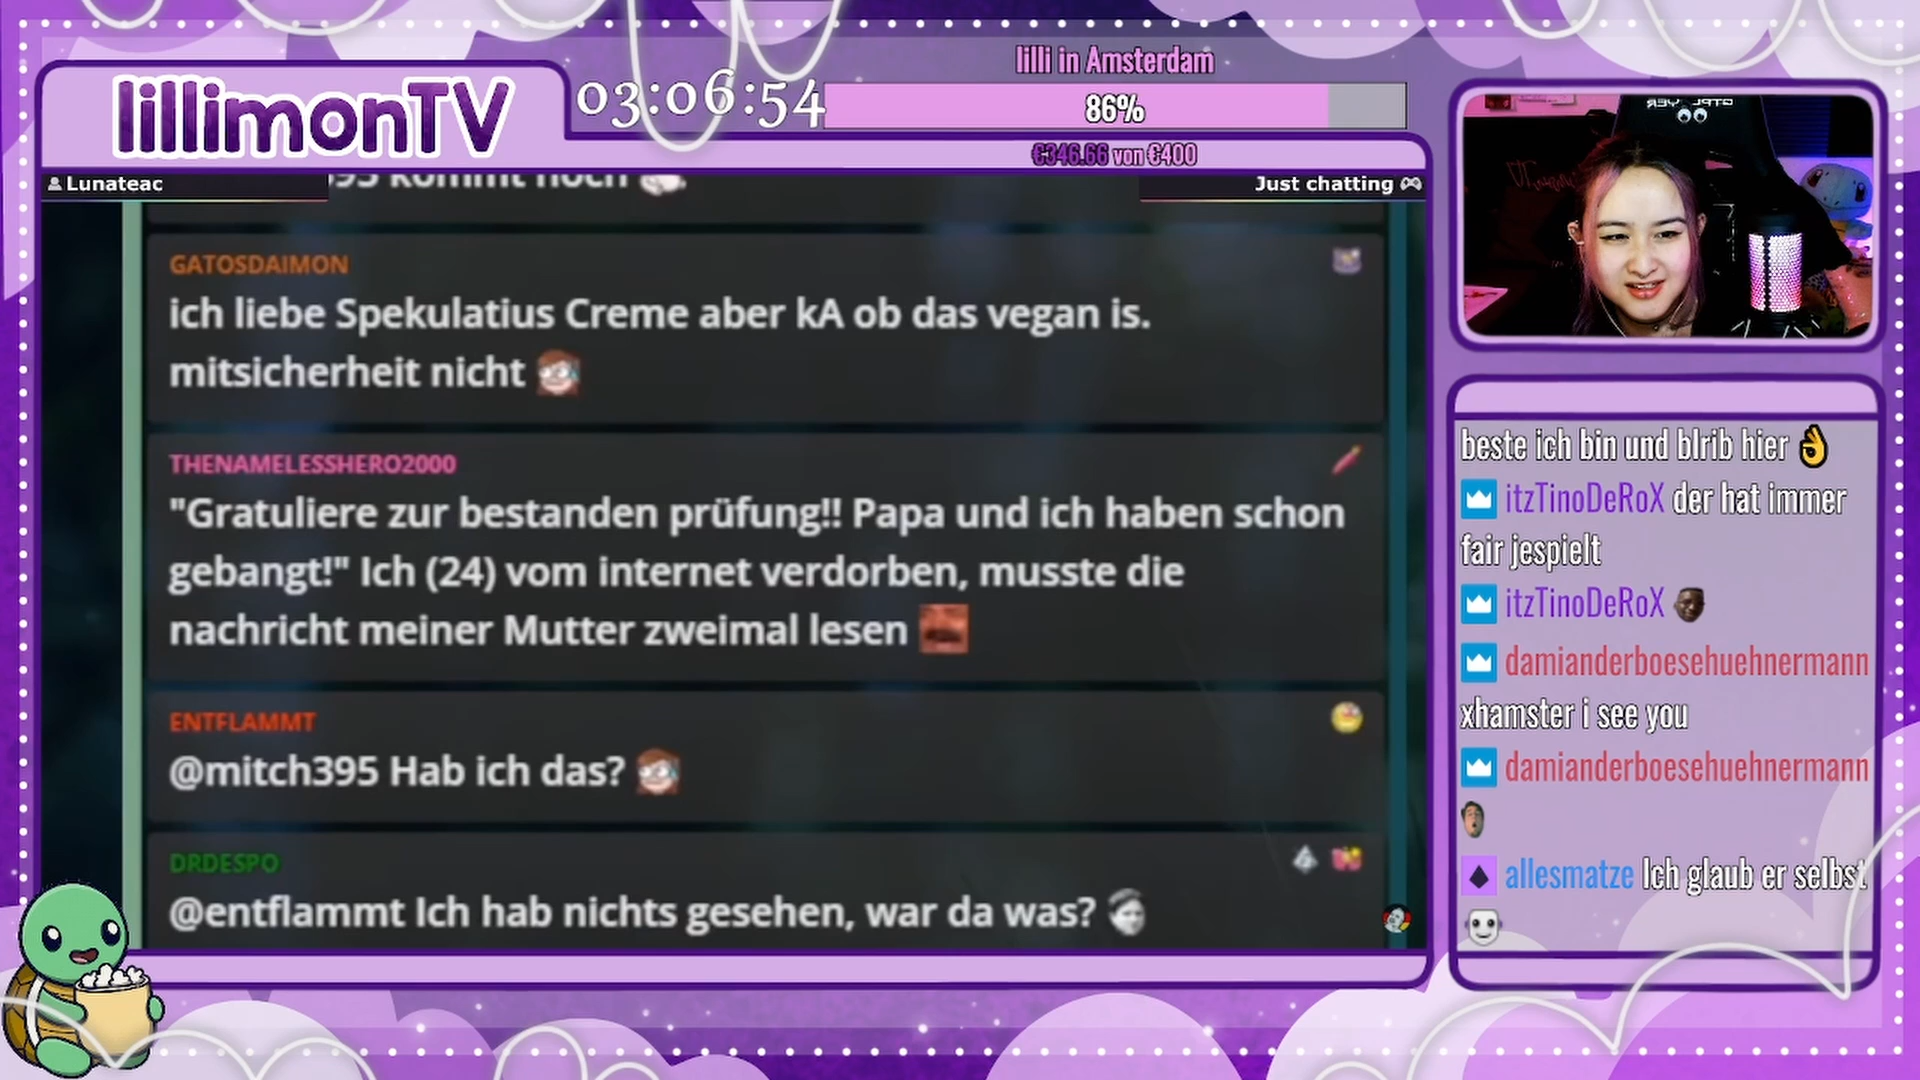 lillimonTV
03:06:54
lilli in Amsterdam
86%
€346.66 von €400
Lunateac
Just chatting
395 kommt noch
GATOSDAIMON
ich liebe Spekulatius Creme aber kA ob das vegan is.
mitsicherheit nicht
THENAMELESSHERO2000
"Gratuliere zur bestanden prüfung!! Papa und ich haben schon
gebangt!" Ich (24) vom internet verdorben, musste die
nachricht meiner Mutter zweimal lesen
ENTFLAMMT
@mitch395 Hab ich das?
DRDESPO
@entflammt Ich hab nichts gesehen, war da was?
beste ich bin und blrib hier 👌
itzTinoDeRoX der hat immer
fair jespielt
itzTinoDeRoX
damianderboesehuehnermann
xhamster i see you
damianderboesehuehnermann
allesmatze Ich glaub er selbst